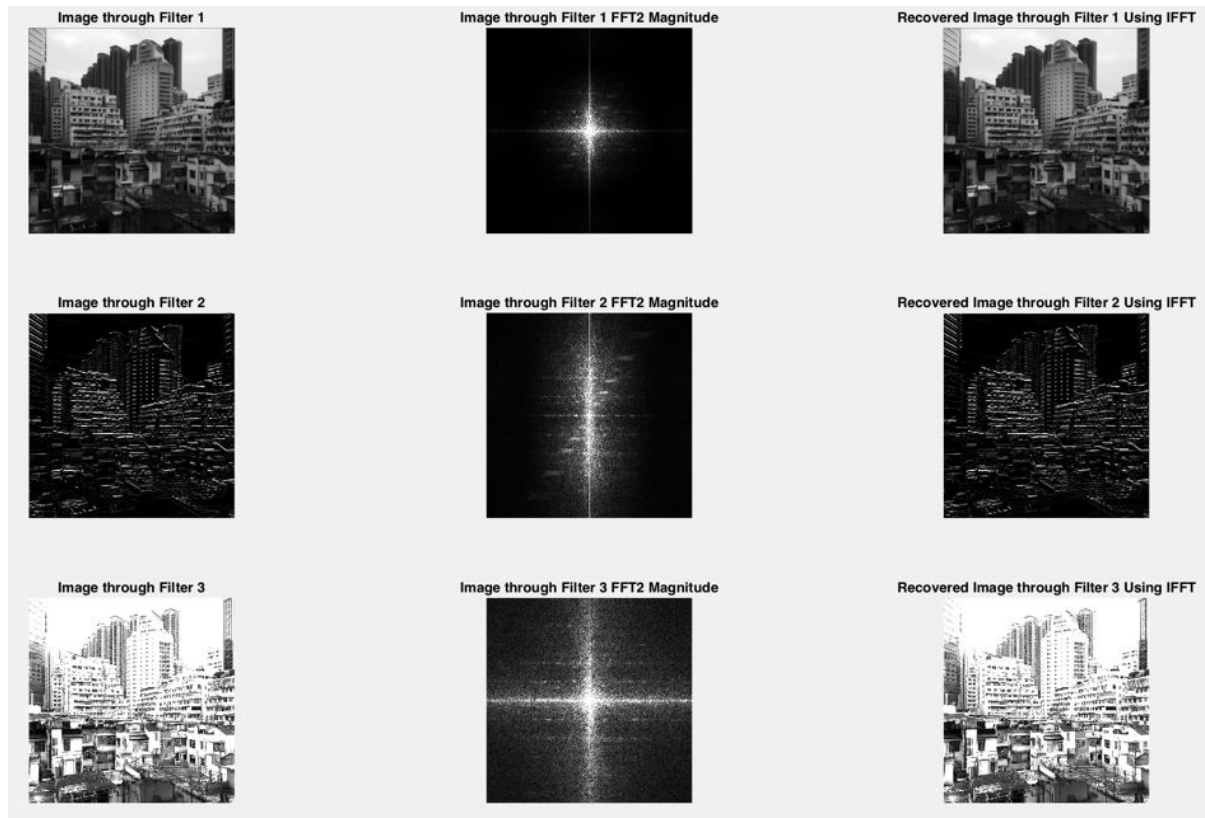 Image through Filter 1
Image through Filter 1 FFT2 Magnitude
Recovered Image through Filter 1 Using IFFT
Image through Filter 2
Image through Filter 2 FFT2 Magnitude
Recovered Image through Filter 2 Using IFFT
Image through Filter 3
Image through Filter 3 FFT2 Magnitude
Recovered Image through Filter 3 Using IFFT